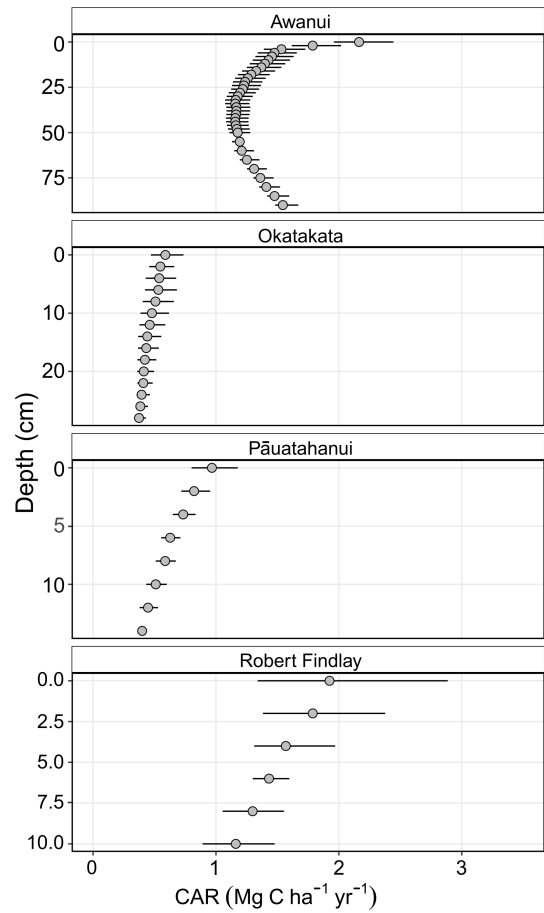 Awanui
0
25
50
75
Okatakata
0
10
20
Pāuatahanui
0
5
10
Robert Findlay
0.0
2.5
5.0
7.5
10.0
0 1 2 3
CAR (Mg C ha⁻¹ yr⁻¹)
Depth (cm)